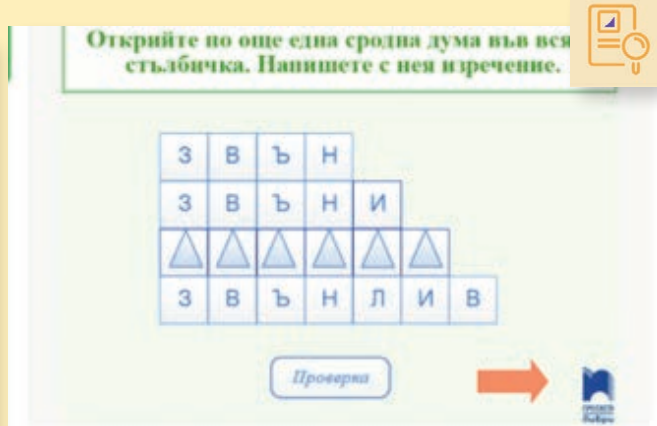 Открийте по още една сродна дума във вся
стълбичка. Напишете с нея изречение.
З В Ъ Н
З В Ъ Н И
З В Ъ Н Л И В
Проверка